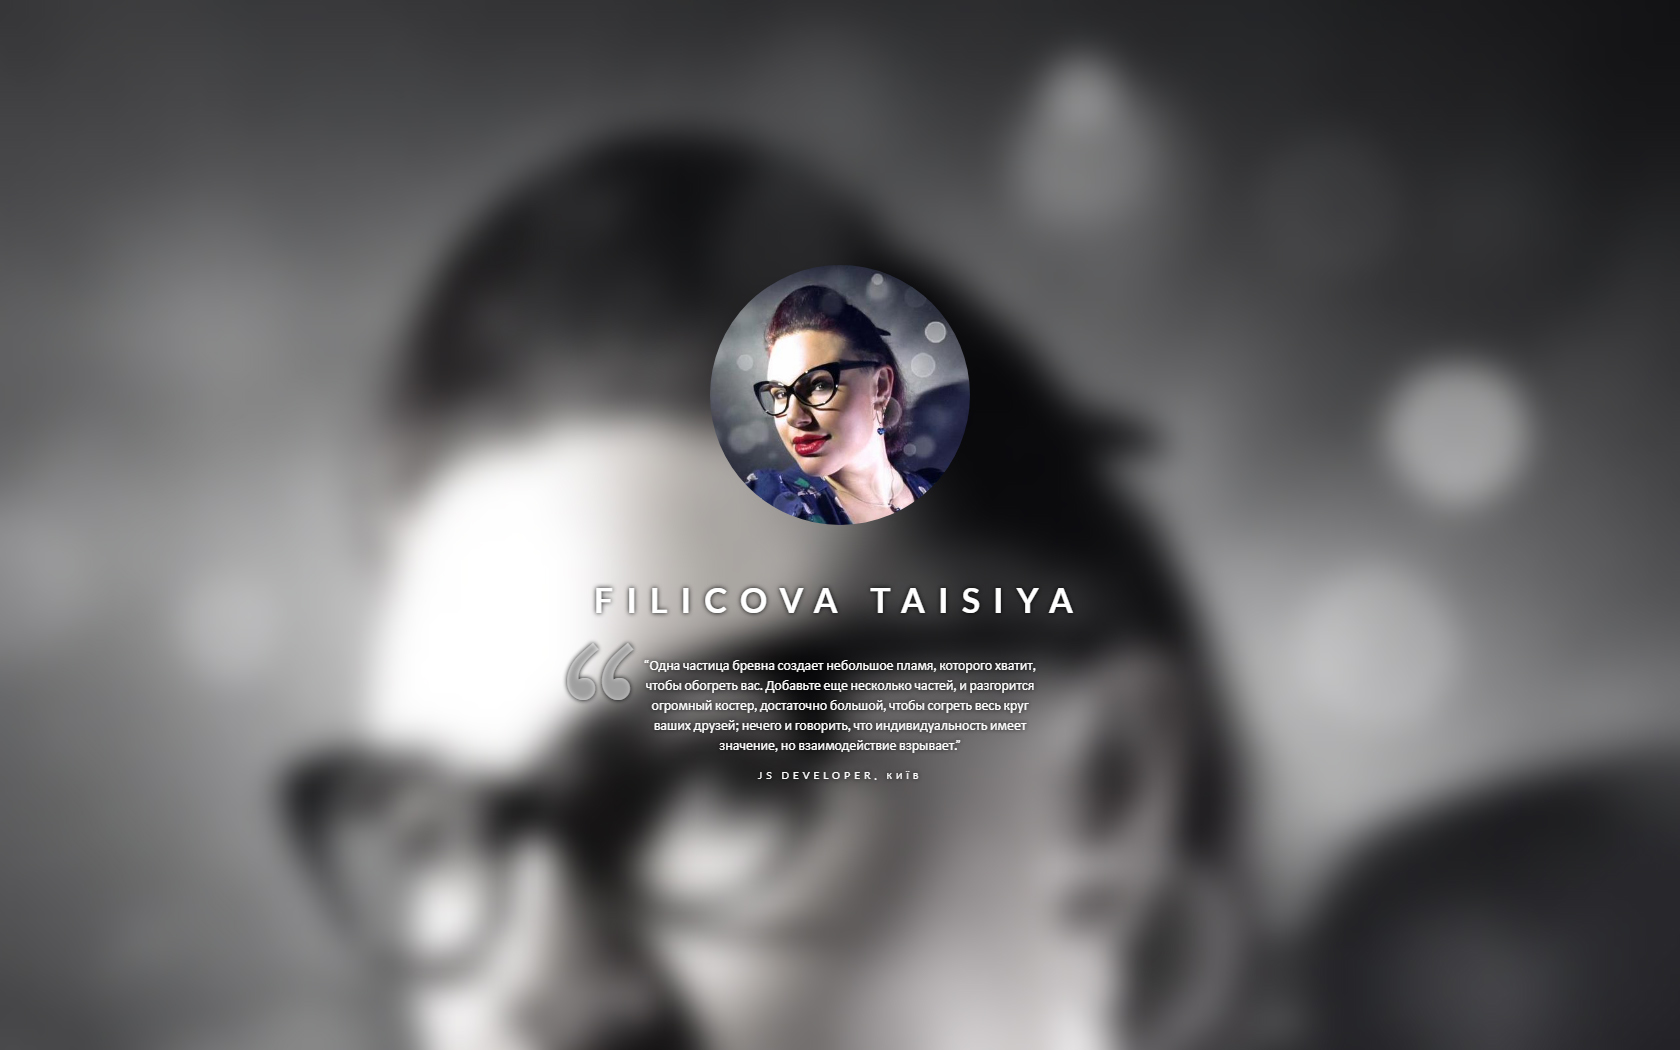 FILICOVA TAISIYA
“Одна частица бревна создает небольшое пламя, которого хватит,
чтобы обогреть вас. Добавьте еще несколько частей, и разгорится
огромный костер, достаточно большой, чтобы согреть весь круг
ваших друзей; нечего и говорить, что индивидуальность имеет
значение, но взаимодействие взрывает.”
JS DEVELOPER, київ